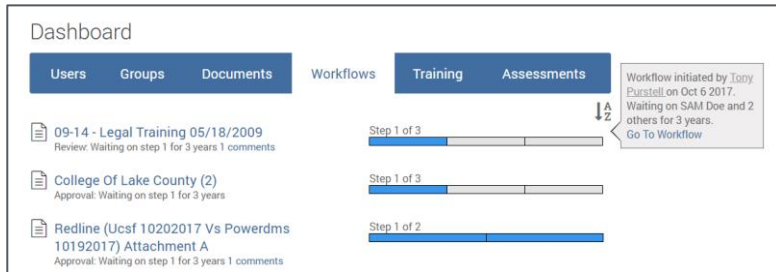 Dashboard
Users Groups Documents Workflows Training Assessments
A
Z
09-14 - Legal Training 05/18/2009
Review: Waiting on step 1 for 3 years 1 comments
Step 1 of 3
College Of Lake County (2)
Approval: Waiting on step 1 for 3 years
Step 1 of 3
Redline (Ucsf 10202017 Vs Powerdms
10192017) Attachment A
Approval: Waiting on step 1 for 3 years 1 comments
Step 1 of 2
Workflow initiated by Tony
Purstell on Oct 6 2017.
Waiting on SAM Doe and 2
others for 3 years.
Go To Workflow